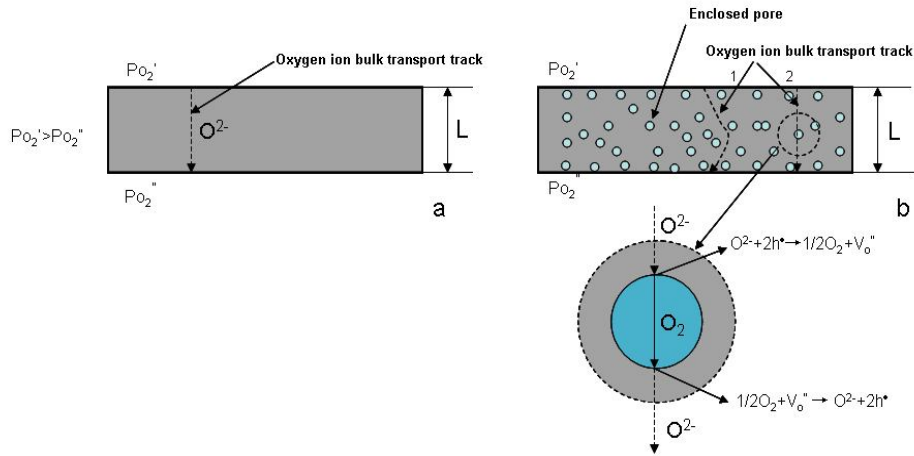 Oxygen ion bulk transport track
Po₂'
Po₂'>Po₂"
O²⁻
L
Po₂"
a
Enclosed pore
Oxygen ion bulk transport track
Po₂'
1
2
L
Po₂"
b
O²⁻
O²⁻+2h•→1/2O₂+Vₒ¨
O₂
1/2O₂+Vₒ¨→ O²⁻+2h•
O²⁻